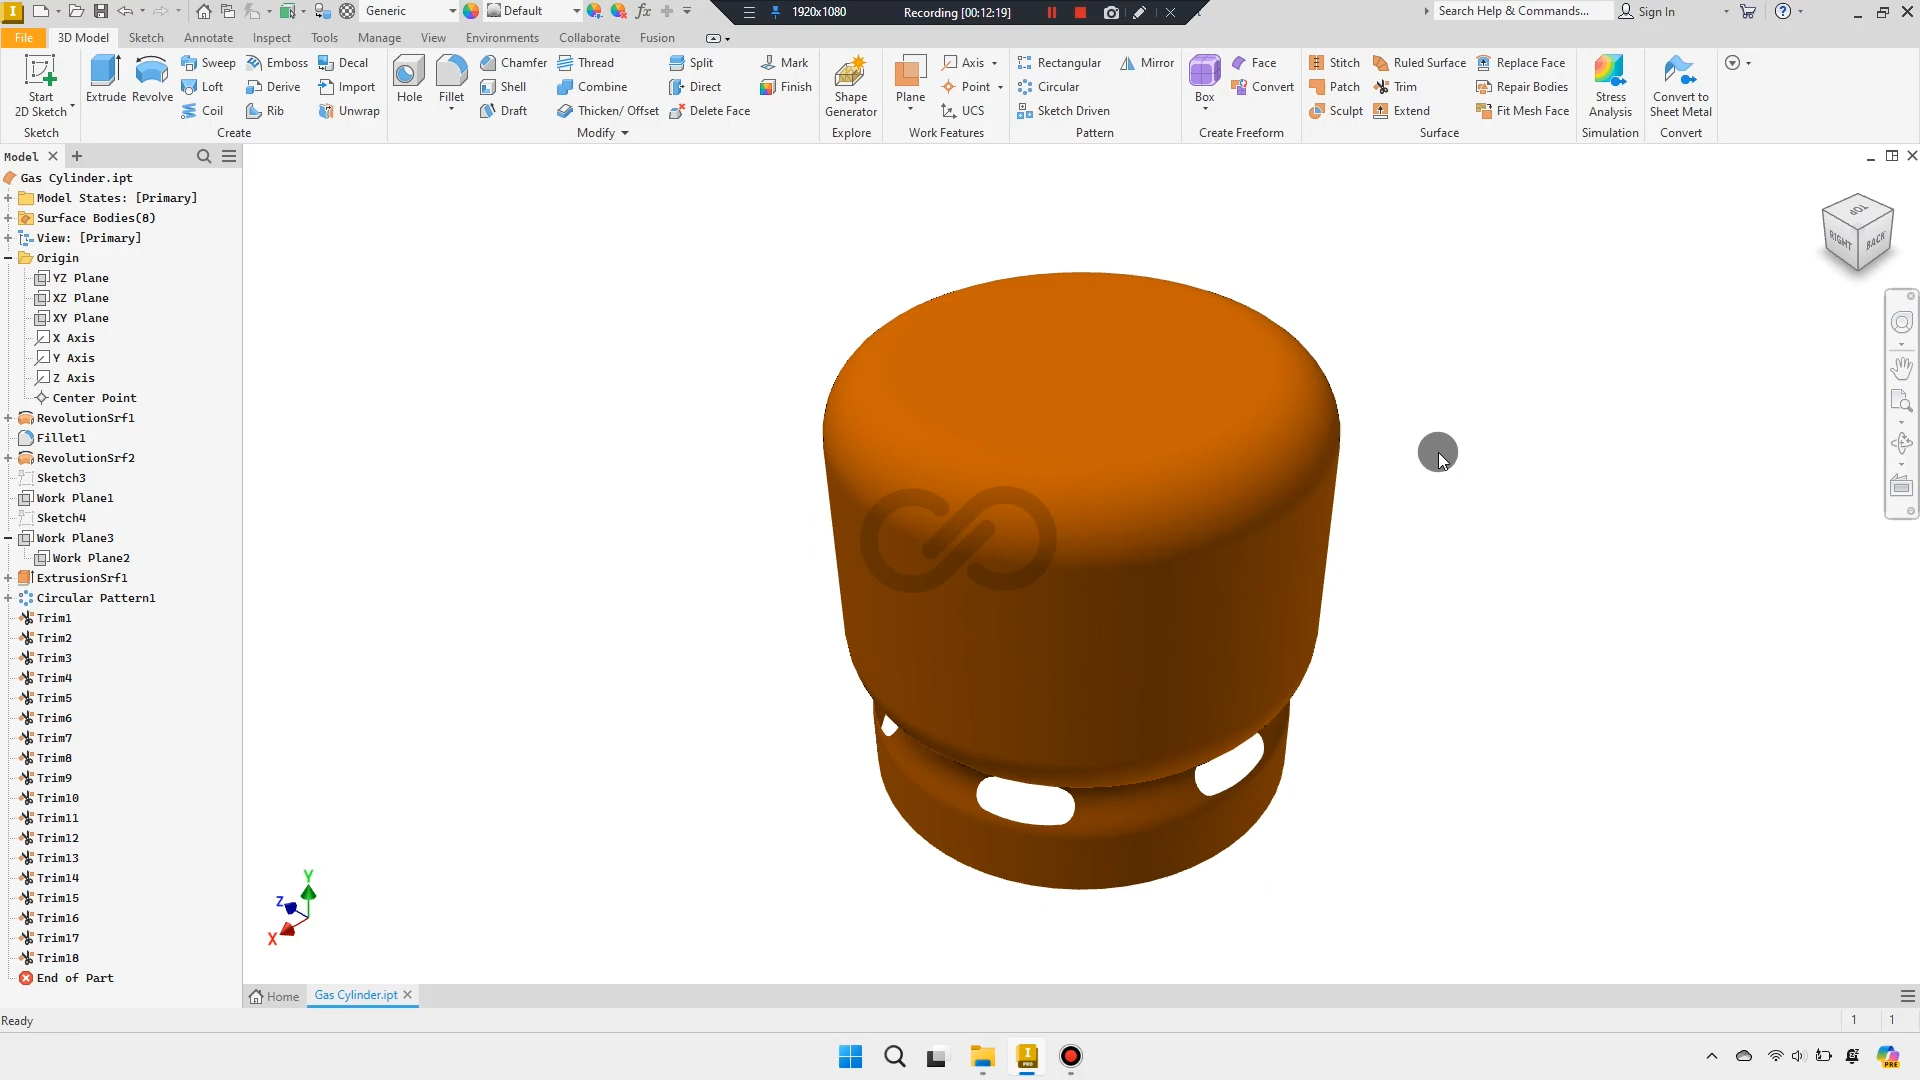 Generic
Default
fx
1920x1080
Recording [00:12:19]
Search Help & Commands...
Sign In
File
3D Model
Sketch
Annotate
Inspect
Tools
Manage
View
Environments
Collaborate
Fusion
Start
2D Sketch
Sketch
Extrude
Revolve
Sweep
Loft
Coil
Emboss
Derive
Rib
Decal
Import
Unwrap
Create
Hole
Fillet
Chamfer
Shell
Draft
Thread
Combine
Thicken/ Offset
Split
Direct
Delete Face
Modify
Mark
Finish
Shape
Generator
Explore
Plane
Axis
Point
UCS
Work Features
Rectangular
Circular
Sketch Driven
Mirror
Pattern
Box
Face
Convert
Create Freeform
Stitch
Patch
Sculpt
Ruled Surface
Trim
Extend
Replace Face
Repair Bodies
Fit Mesh Face
Surface
Stress
Analysis
Simulation
Convert to
Sheet Metal
Convert
Model
Gas Cylinder.ipt
Model States: [Primary]
Surface Bodies(8)
View: [Primary]
Origin
YZ Plane
XZ Plane
XY Plane
X Axis
Y Axis
Z Axis
Center Point
RevolutionSrf1
Fillet1
RevolutionSrf2
Sketch3
Work Plane1
Sketch4
Work Plane3
Work Plane2
ExtrusionSrf1
Circular Pattern1
Trim1
Trim2
Trim3
Trim4
Trim5
Trim6
Trim7
Trim8
Trim9
Trim10
Trim11
Trim12
Trim13
Trim14
Trim15
Trim16
Trim17
Trim18
End of Part
TOP
RIGHT
BACK
Y
Z
X
Home
Gas Cylinder.ipt
Ready
1
1
I
PRO
PRE